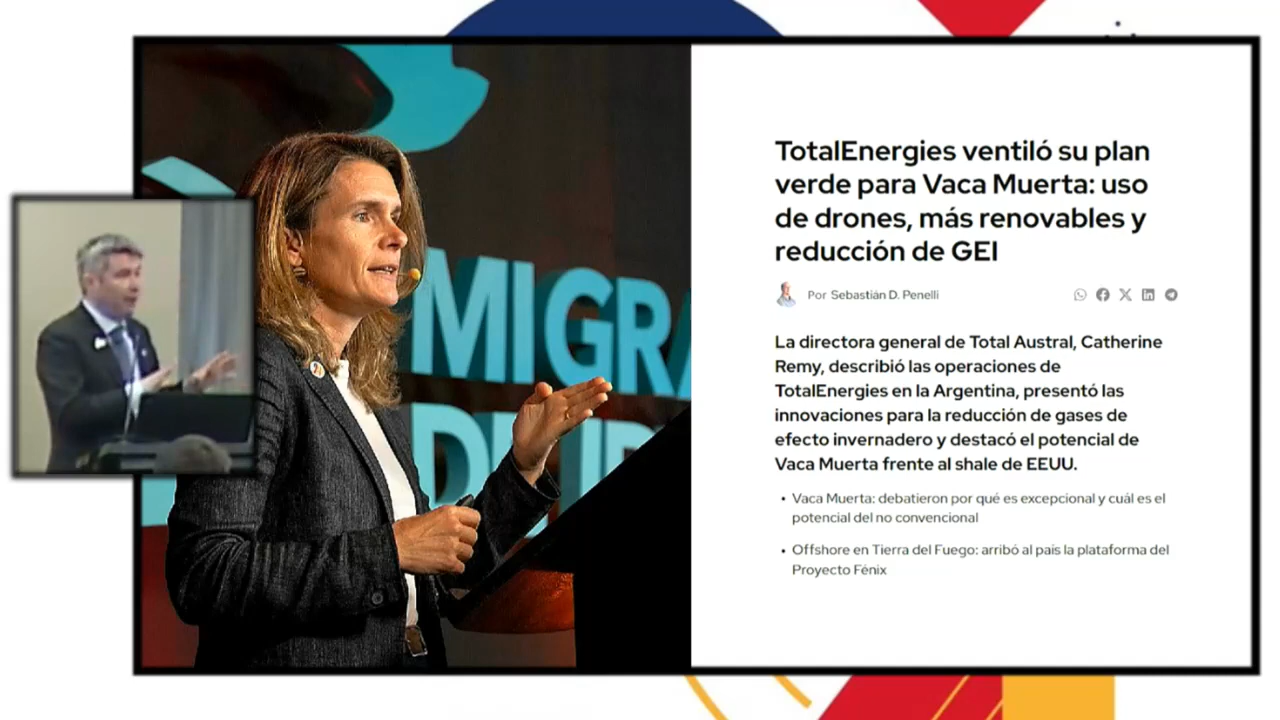 MIGRA
TotalEnergies ventiló su plan
verde para Vaca Muerta: uso
de drones, más renovables y
reducción de GEI
Por Sebastián D. Penelli
La directora general de Total Austral, Catherine
Remy, describió las operaciones de
TotalEnergies en la Argentina, presentó las
innovaciones para la reducción de gases de
efecto invernadero y destacó el potencial de
Vaca Muerta frente al shale de EEUU.
• Vaca Muerta: debatieron por qué es excepcional y cuál es el
potencial del no convencional
• Offshore en Tierra del Fuego: arribó al país la plataforma del
Proyecto Fénix